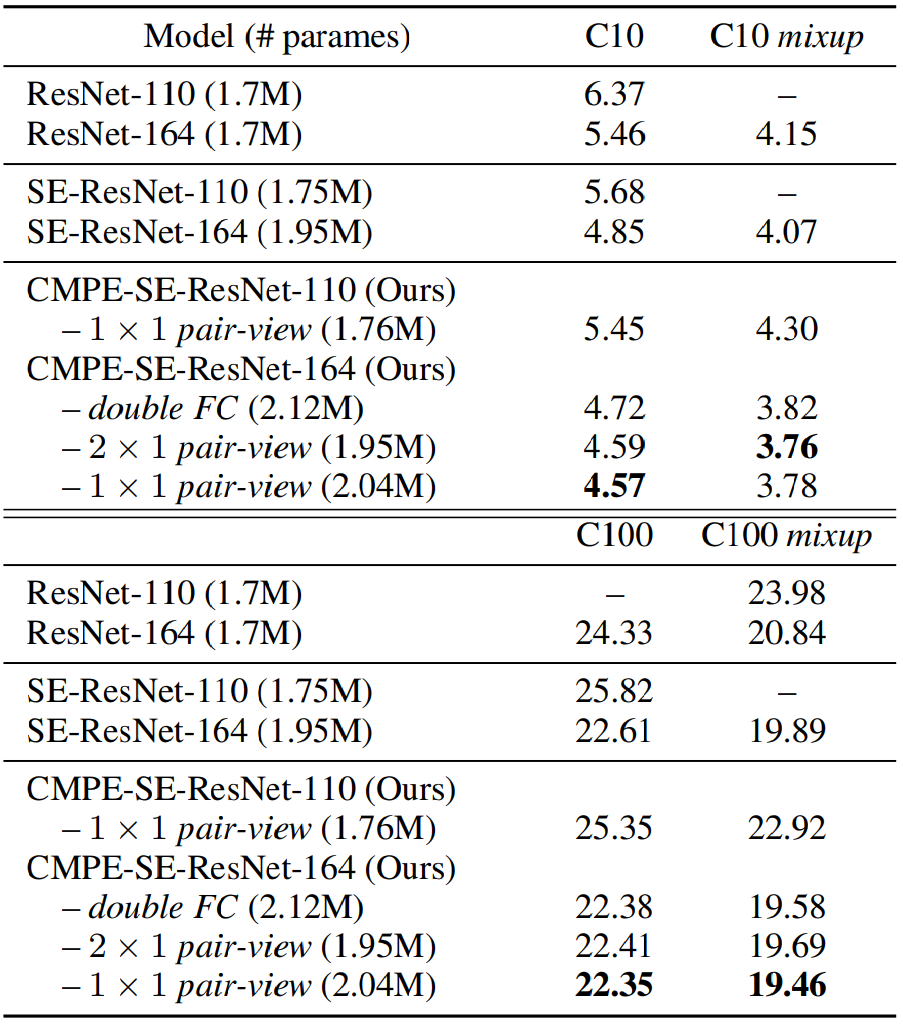 Model (# parames) C10 C10 mixup
ResNet-110 (1.7M) 6.37 –
ResNet-164 (1.7M) 5.46 4.15
SE-ResNet-110 (1.75M) 5.68 –
SE-ResNet-164 (1.95M) 4.85 4.07
CMPE-SE-ResNet-110 (Ours)
– 1 × 1 pair-view (1.76M) 5.45 4.30
CMPE-SE-ResNet-164 (Ours)
– double FC (2.12M) 4.72 3.82
– 2 × 1 pair-view (1.95M) 4.59 3.76
– 1 × 1 pair-view (2.04M) 4.57 3.78
C100 C100 mixup
ResNet-110 (1.7M) – 23.98
ResNet-164 (1.7M) 24.33 20.84
SE-ResNet-110 (1.75M) 25.82 –
SE-ResNet-164 (1.95M) 22.61 19.89
CMPE-SE-ResNet-110 (Ours)
– 1 × 1 pair-view (1.76M) 25.35 22.92
CMPE-SE-ResNet-164 (Ours)
– double FC (2.12M) 22.38 19.58
– 2 × 1 pair-view (1.95M) 22.41 19.69
– 1 × 1 pair-view (2.04M) 22.35 19.46